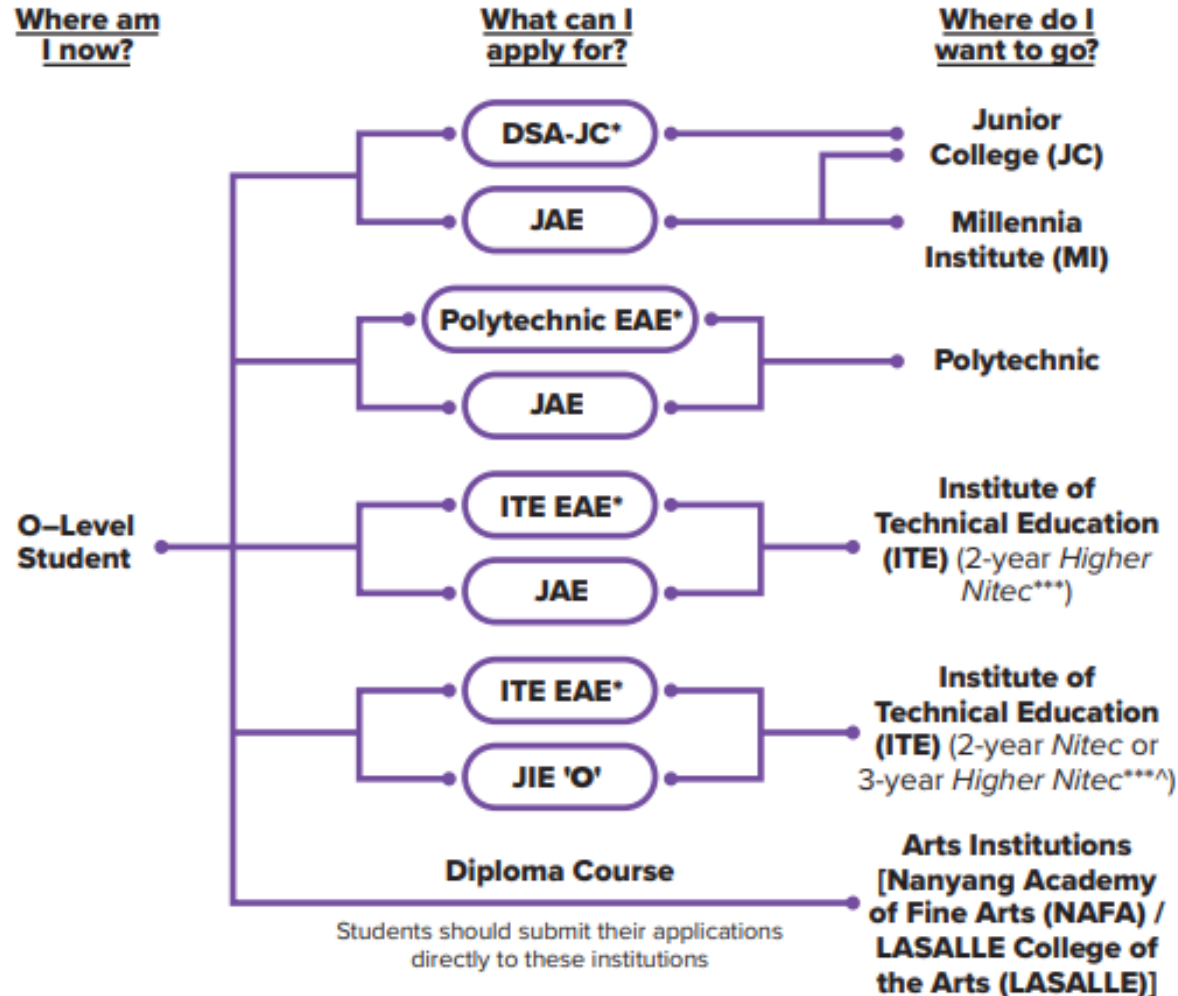 Where am
I now?
What can I
apply for?
Where do I
want to go?
O–Level
Student
DSA-JC*
JAE
Junior
College (JC)
Millennia
Institute (MI)
Polytechnic EAE*
JAE
Polytechnic
ITE EAE*
JAE
Institute of
Technical Education
(ITE) (2-year Higher
Nitec***)
ITE EAE*
JIE 'O'
Institute of
Technical Education
(ITE) (2-year Nitec or
3-year Higher Nitec***^)
Diploma Course
Students should submit their applications
directly to these institutions
Arts Institutions
[Nanyang Academy
of Fine Arts (NAFA) /
LASALLE College of
the Arts (LASALLE)]